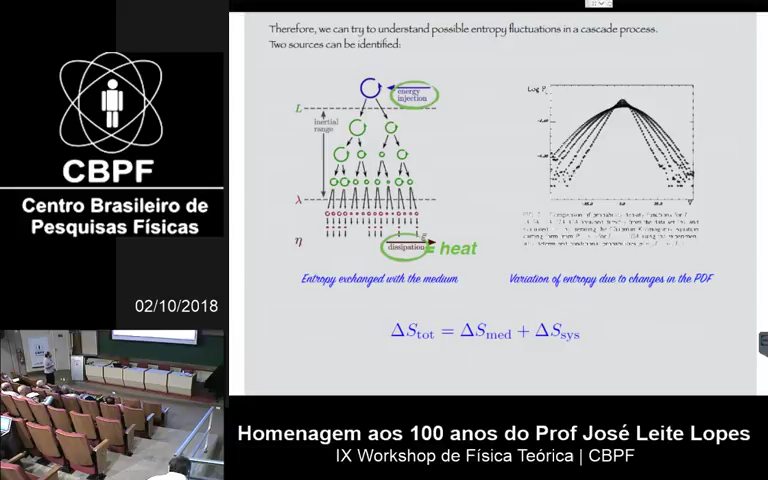 Therefore, we can try to understand possible entropy fluctuations in a cascade process.
Two sources can be identified:
energy
injection
L
inertial
range
λ
η
dissipation
= heat
Log P
Entropy exchanged with the medium
Variation of entropy due to changes in the PDF
ΔS_tot = ΔS_med + ΔS_sys
CBPF
Centro Brasileiro de
Pesquisas Físicas
02/10/2018
Homenagem aos 100 anos do Prof José Leite Lopes
IX Workshop de Física Teórica | CBPF